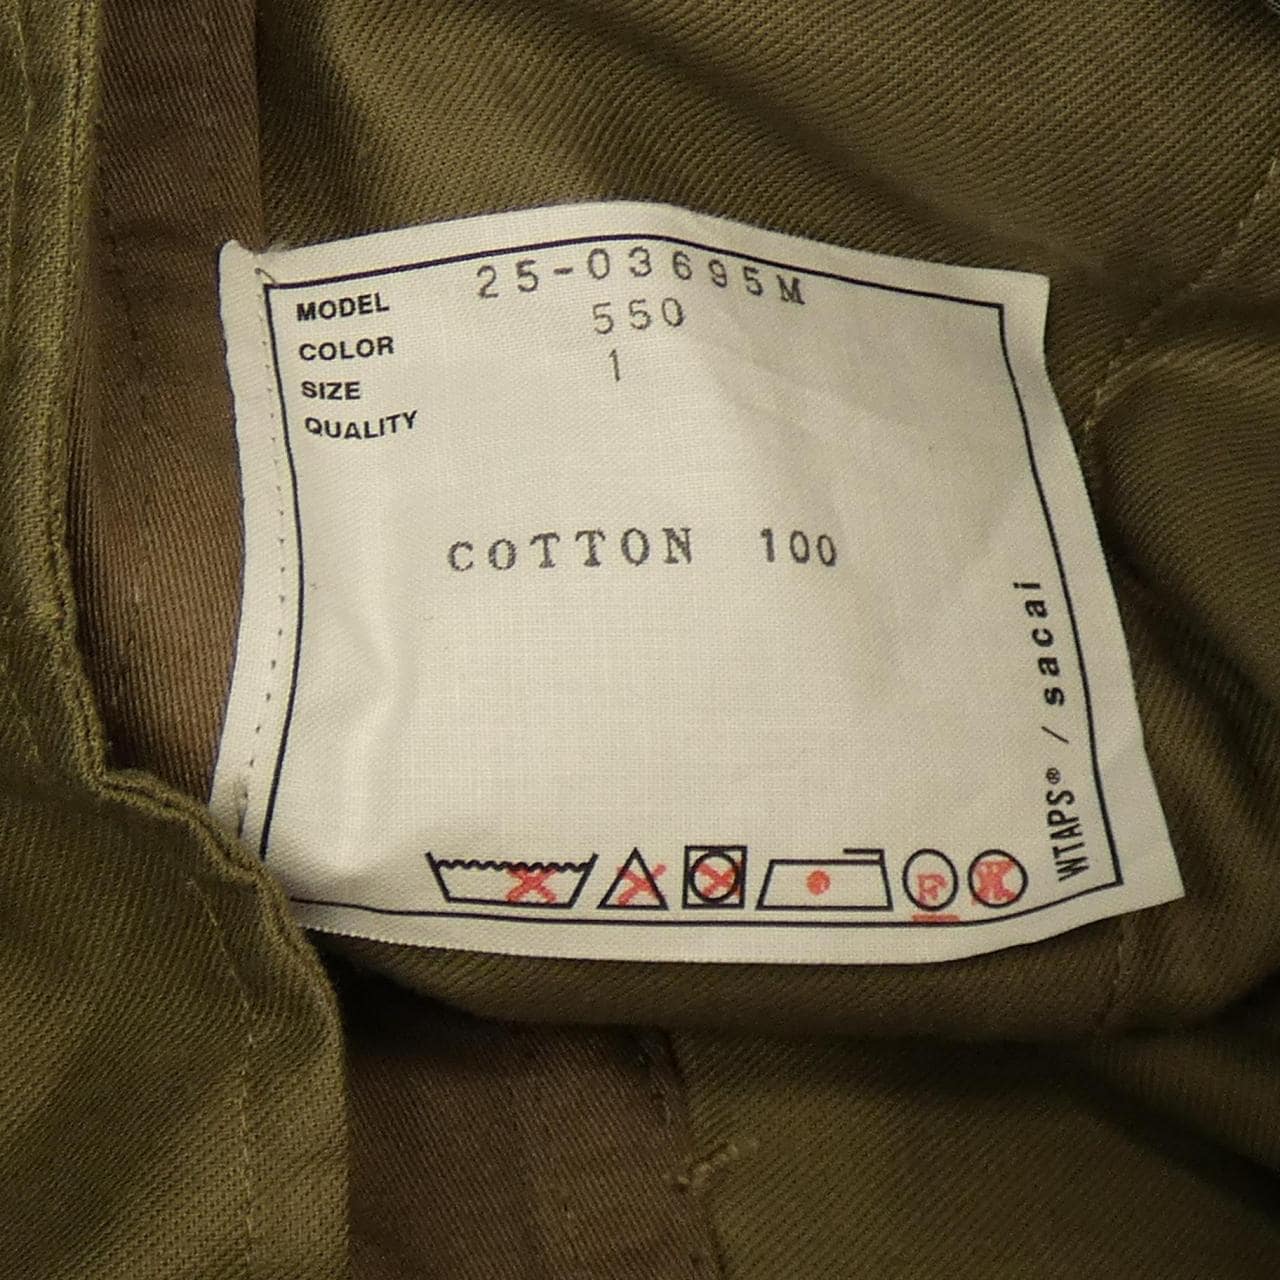 MODEL 25-03695M
COLOR 550
SIZE 1
QUALITY
COTTON 100
WTAPS® / sacai
F